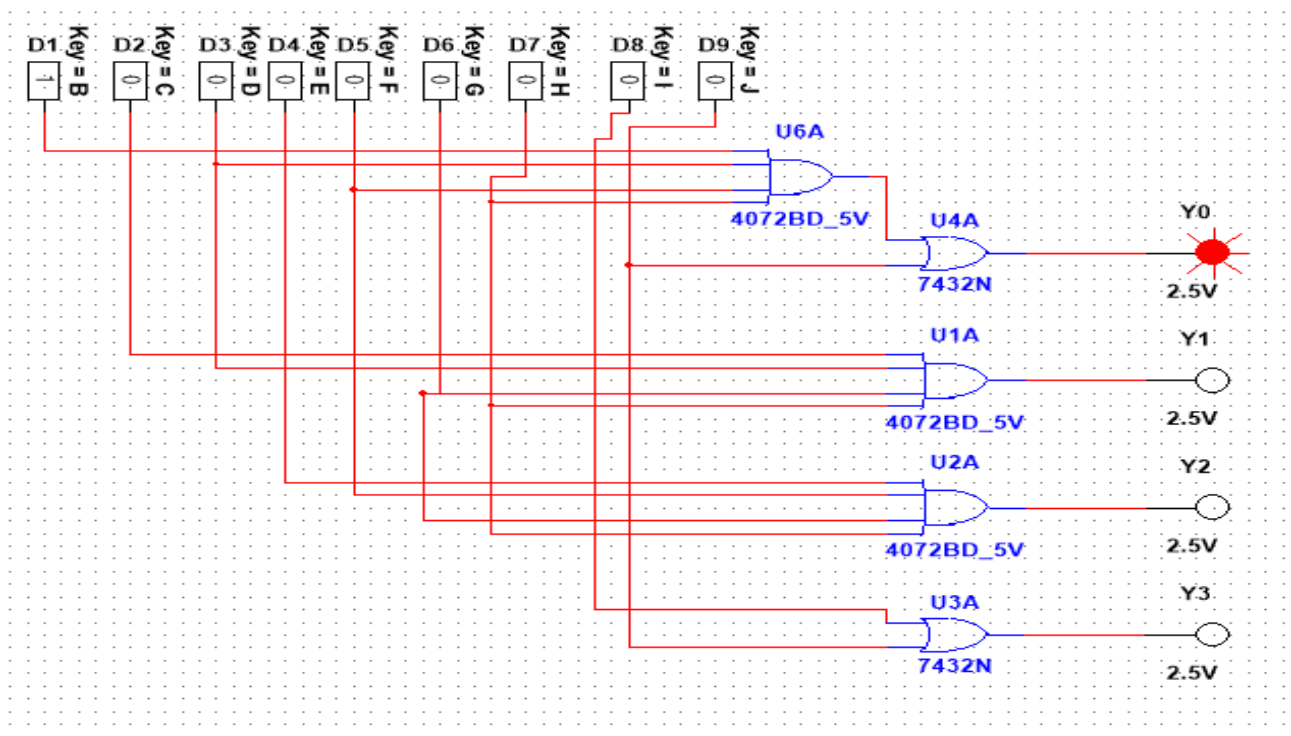 D1 Key = B
D2 Key = C
D3 Key = D
D4 Key = E
D5 Key = F
D6 Key = G
D7 Key = H
D8 Key = I
D9 Key = J
1 0 0 0 0 0 0 0 0
U6A
4072BD_5V
U4A
7432N
Y0
2.5V
U1A
4072BD_5V
Y1
2.5V
U2A
4072BD_5V
Y2
2.5V
U3A
7432N
Y3
2.5V